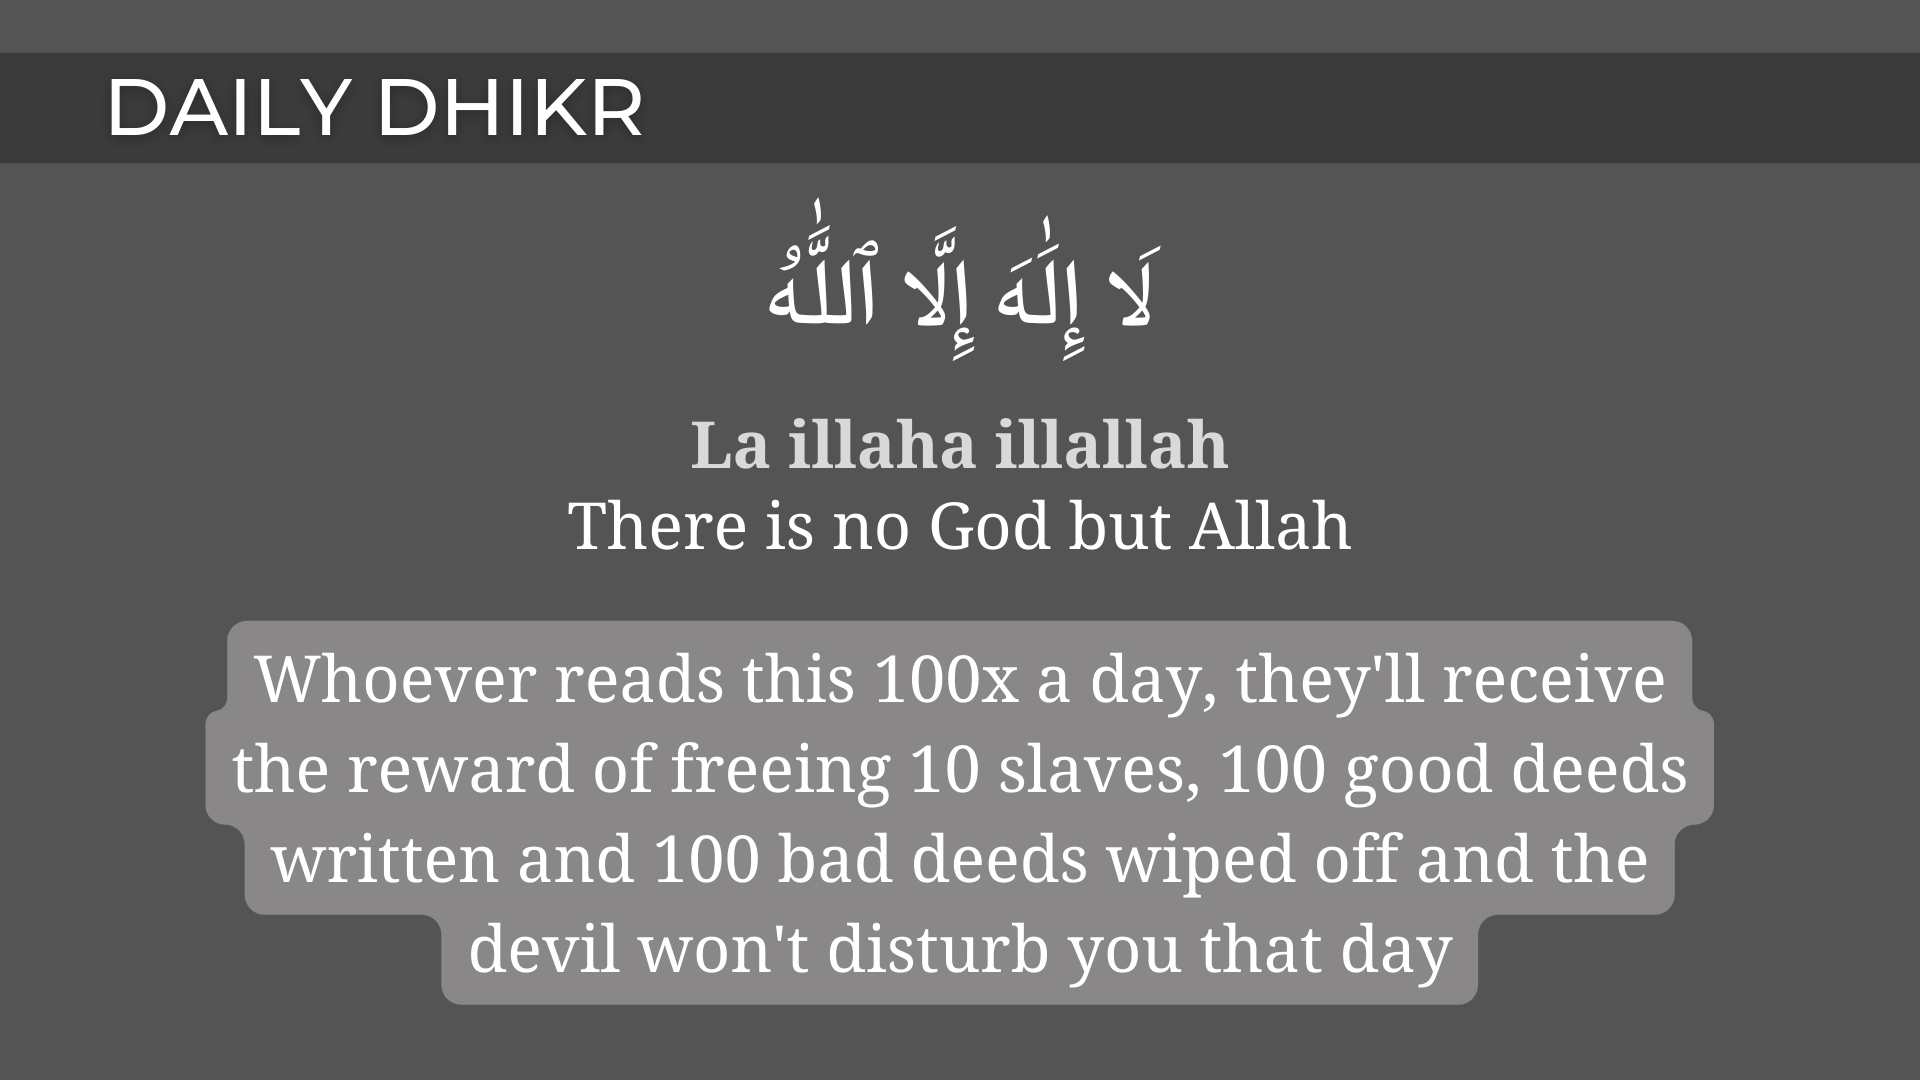 DAILY DHIKR
لَا إِلَٰهَ إِلَّا ٱللَّٰهُ
La illaha illallah
There is no God but Allah
Whoever reads this 100x a day, they'll receive
the reward of freeing 10 slaves, 100 good deeds
written and 100 bad deeds wiped off and the
devil won't disturb you that day